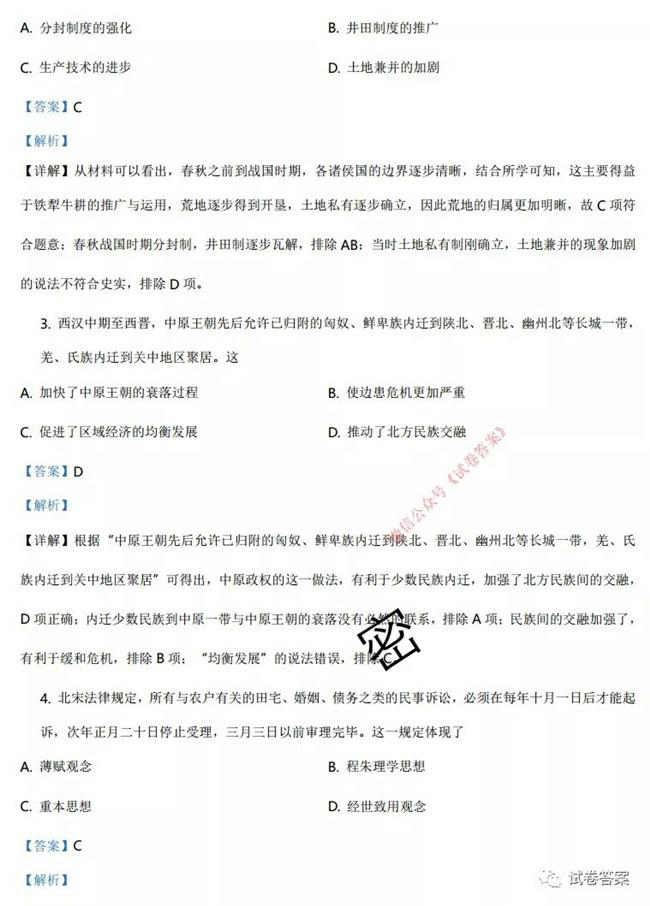 A. 分封制度的强化 B. 井田制度的推广
C. 生产技术的进步 D. 土地兼并的加剧
【答案】C
【解析】
【详解】从材料可以看出，春秋之前到战国时期，各诸侯国的边界逐步清晰，结合所学可知，这主要得益
于铁犁牛耕的推广与运用，荒地逐步得到开垦，土地私有逐步确立，因此荒地的归属更加明晰，故 C 项符
合题意；春秋战国时期分封制，井田制逐步瓦解，排除 AB；当时土地私有制刚确立，土地兼并的现象加剧
的说法不符合史实，排除 D 项。
3. 西汉中期至西晋，中原王朝先后允许已归附的匈奴、鲜卑族内迁到陕北、晋北、幽州北等长城一带，
羌、氐族内迁到关中地区聚居。这
A. 加快了中原王朝的衰落过程 B. 使边患危机更加严重
C. 促进了区域经济的均衡发展 D. 推动了北方民族交融
【答案】D
【解析】
【详解】根据“中原王朝先后允许已归附的匈奴、鲜卑族内迁到陕北、晋北、幽州北等长城一带，羌、氐
族内迁到关中地区聚居”可得出，中原政权的这一做法，有利于少数民族内迁，加强了北方民族间的交融，
D 项正确；内迁少数民族到中原一带与中原王朝的衰落没有必然的联系，排除 A 项；民族间的交融加强了，
有利于缓和危机，排除 B 项；“均衡发展”的说法错误，排除 C
微信公众号《试卷答案》
密
4. 北宋法律规定，所有与农户有关的田宅、婚姻、债务之类的民事诉讼，必须在每年十月一日后才能起
诉，次年正月二十日停止受理，三月三日以前审理完毕。这一规定体现了
A. 薄赋观念 B. 程朱理学思想
C. 重本思想 D. 经世致用观念
【答案】C
【解析】
试卷答案